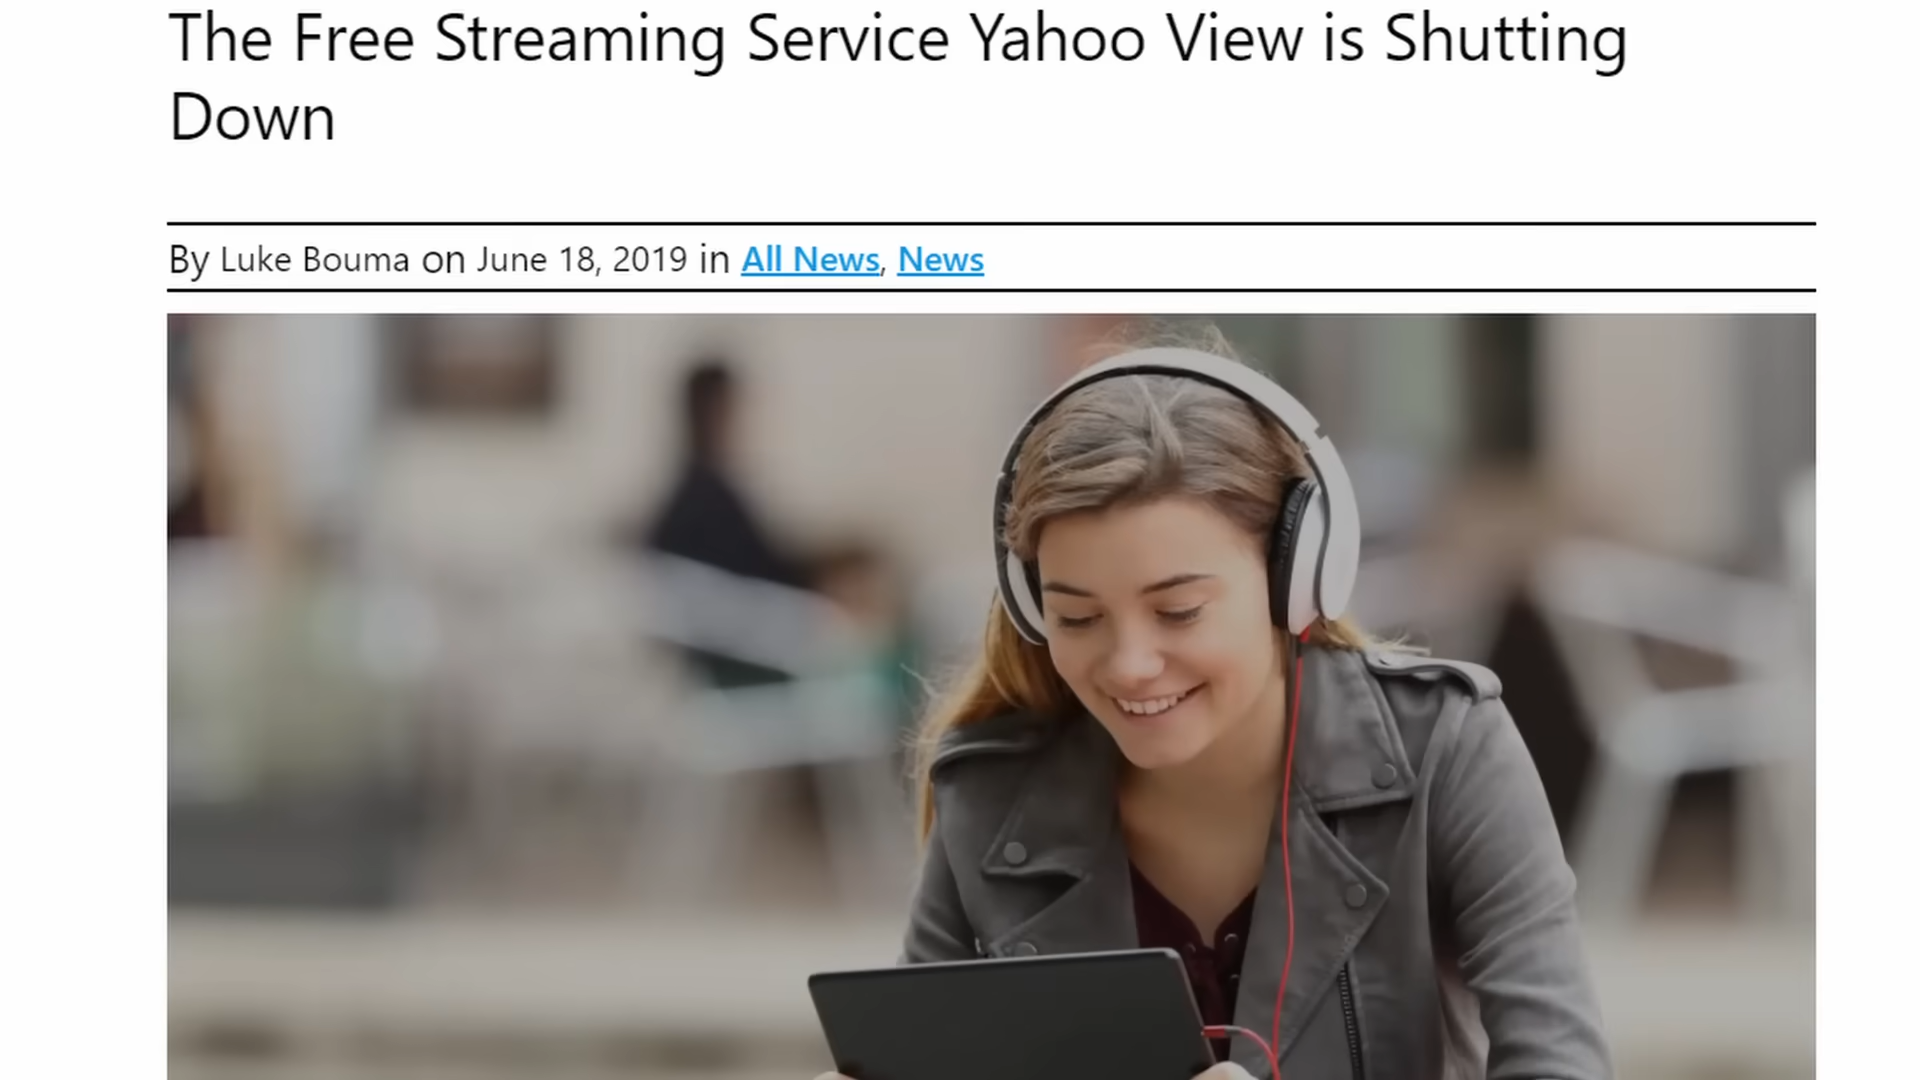 The Free Streaming Service Yahoo View is Shutting
Down
By Luke Bouma on June 18, 2019 in All News, News